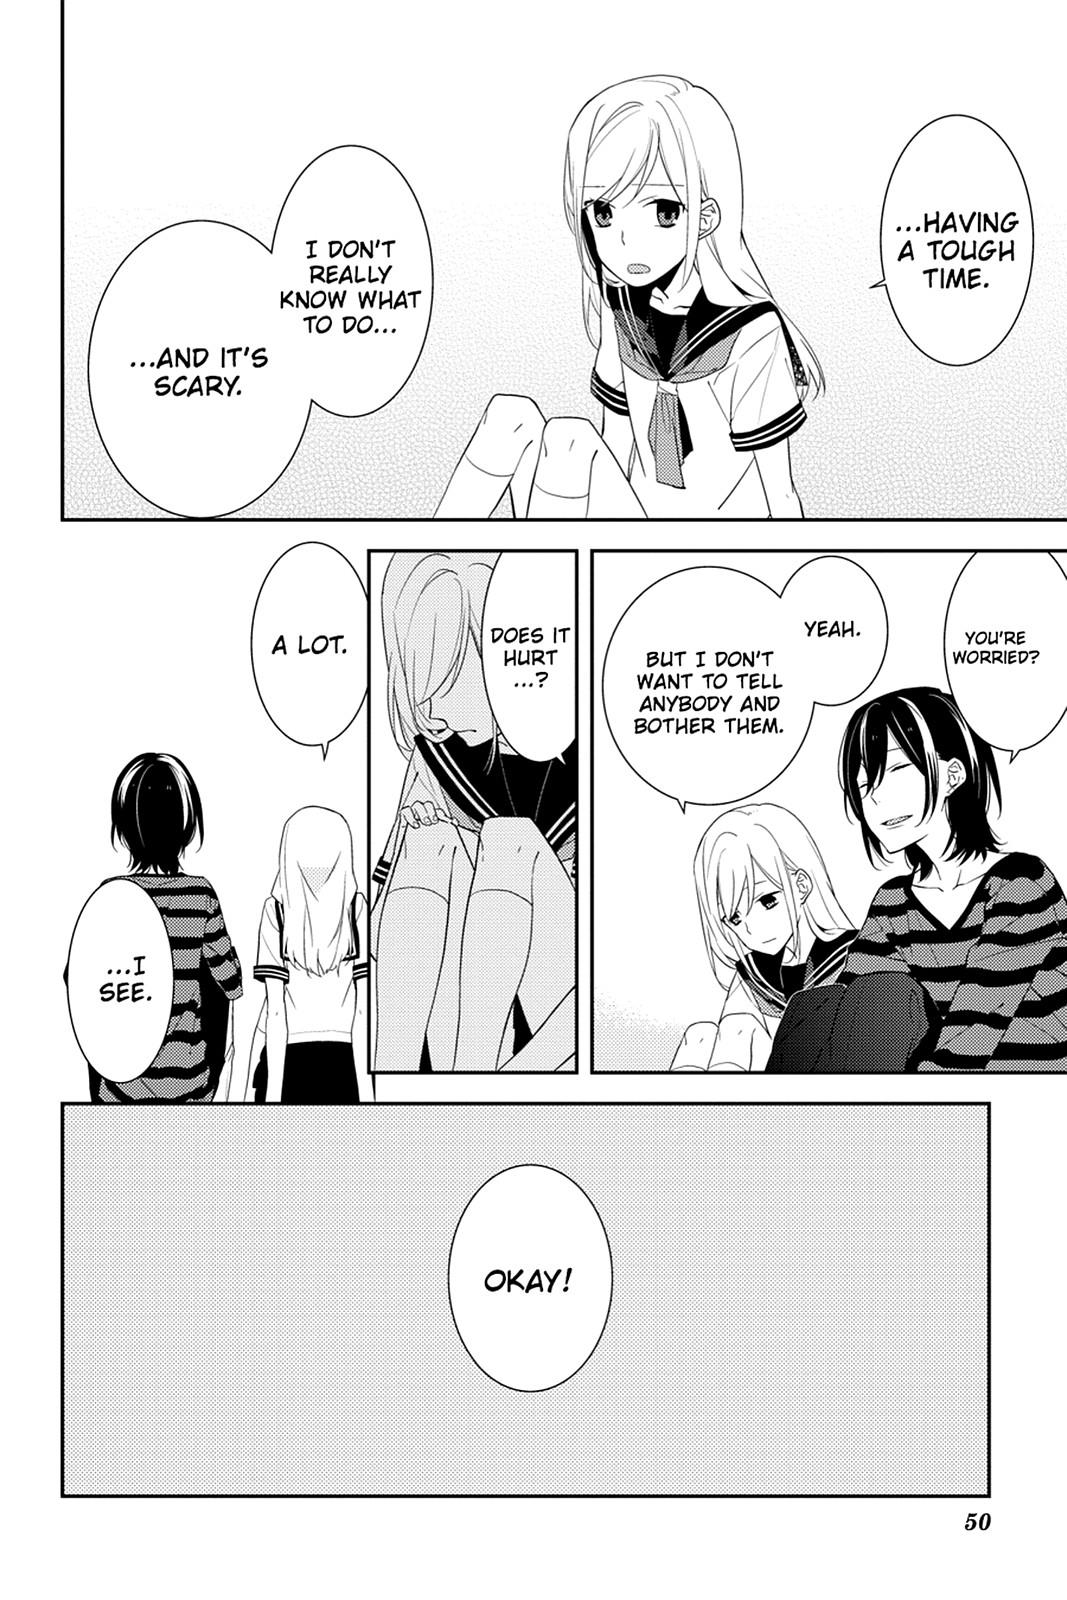 ...HAVING
A TOUGH
TIME.
I DON'T
REALLY
KNOW WHAT
TO DO...
...AND IT'S
SCARY.
YOU'RE
WORRIED?
YEAH.
BUT I DON'T
WANT TO TELL
ANYBODY AND
BOTHER THEM.
DOES IT
HURT
...?
A LOT.
...I
SEE.
OKAY!
50